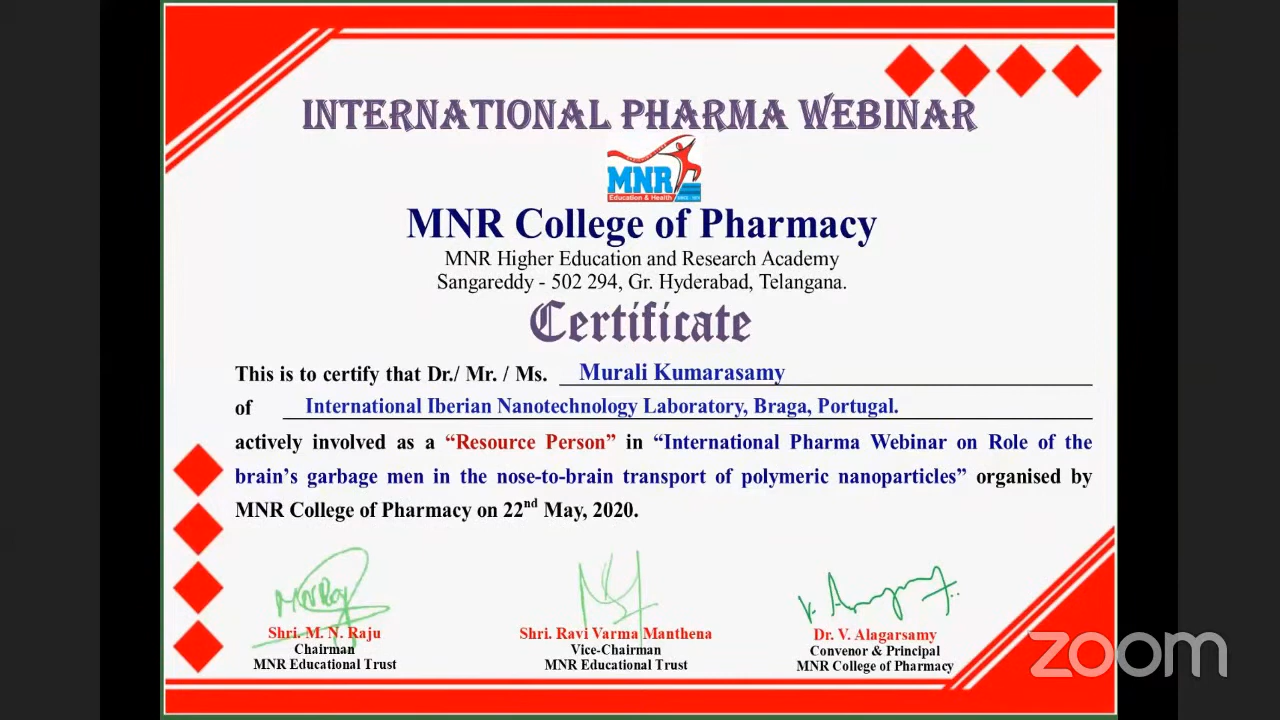 INTERNATIONAL PHARMA WEBINAR
MNR
Education & Health
MNR College of Pharmacy
MNR Higher Education and Research Academy
Sangareddy - 502 294, Gr. Hyderabad, Telangana.
Certificate
This is to certify that Dr./ Mr. / Ms. Murali Kumarasamy
of International Iberian Nanotechnology Laboratory, Braga, Portugal.
actively involved as a “Resource Person” in “International Pharma Webinar on Role of the
brain’s garbage men in the nose-to-brain transport of polymeric nanoparticles” organised by
MNR College of Pharmacy on 22nd May, 2020.
MNRaju
V. Alagarsamy
Shri. M. N. Raju
Chairman
MNR Educational Trust
Shri. Ravi Varma Manthena
Vice-Chairman
MNR Educational Trust
Dr. V. Alagarsamy
Convenor & Principal
MNR College of Pharmacy
zoom